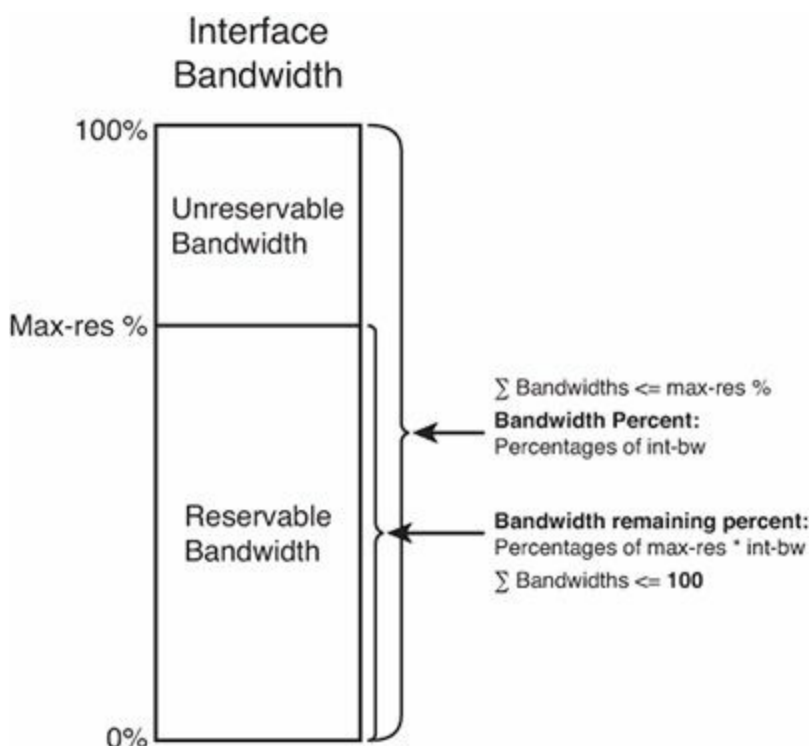 Interface
Bandwidth
100%
Unreservable
Bandwidth
Max-res %
∑ Bandwidths <= max-res %
Bandwidth Percent:
Percentages of int-bw
Reservable
Bandwidth
Bandwidth remaining percent:
Percentages of max-res * int-bw
∑ Bandwidths <= 100
0%